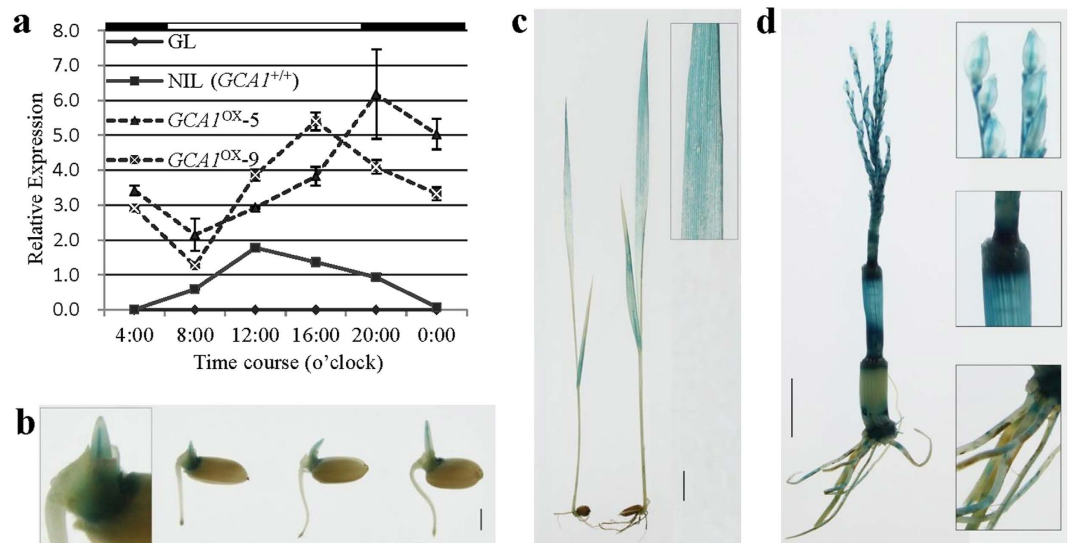 a
8.0
7.0
6.0
5.0
4.0
3.0
2.0
1.0
0.0
Relative Expression
GL
NIL (GCA1+/+)
GCA1OX-5
GCA1OX-9
4:00 8:00 12:00 16:00 20:00 0:00
Time course (o'clock)
b
c
d